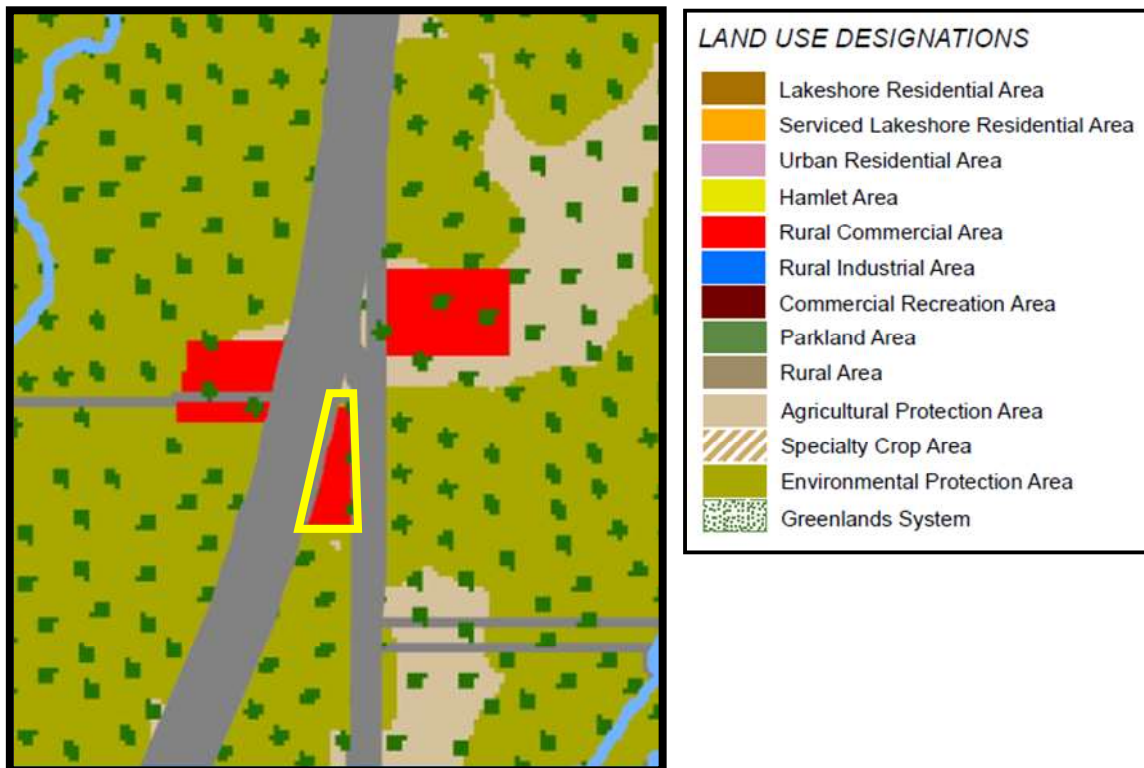 LAND USE DESIGNATIONS
Lakeshore Residential Area
Serviced Lakeshore Residential Area
Urban Residential Area
Hamlet Area
Rural Commercial Area
Rural Industrial Area
Commercial Recreation Area
Parkland Area
Rural Area
Agricultural Protection Area
Specialty Crop Area
Environmental Protection Area
Greenlands System